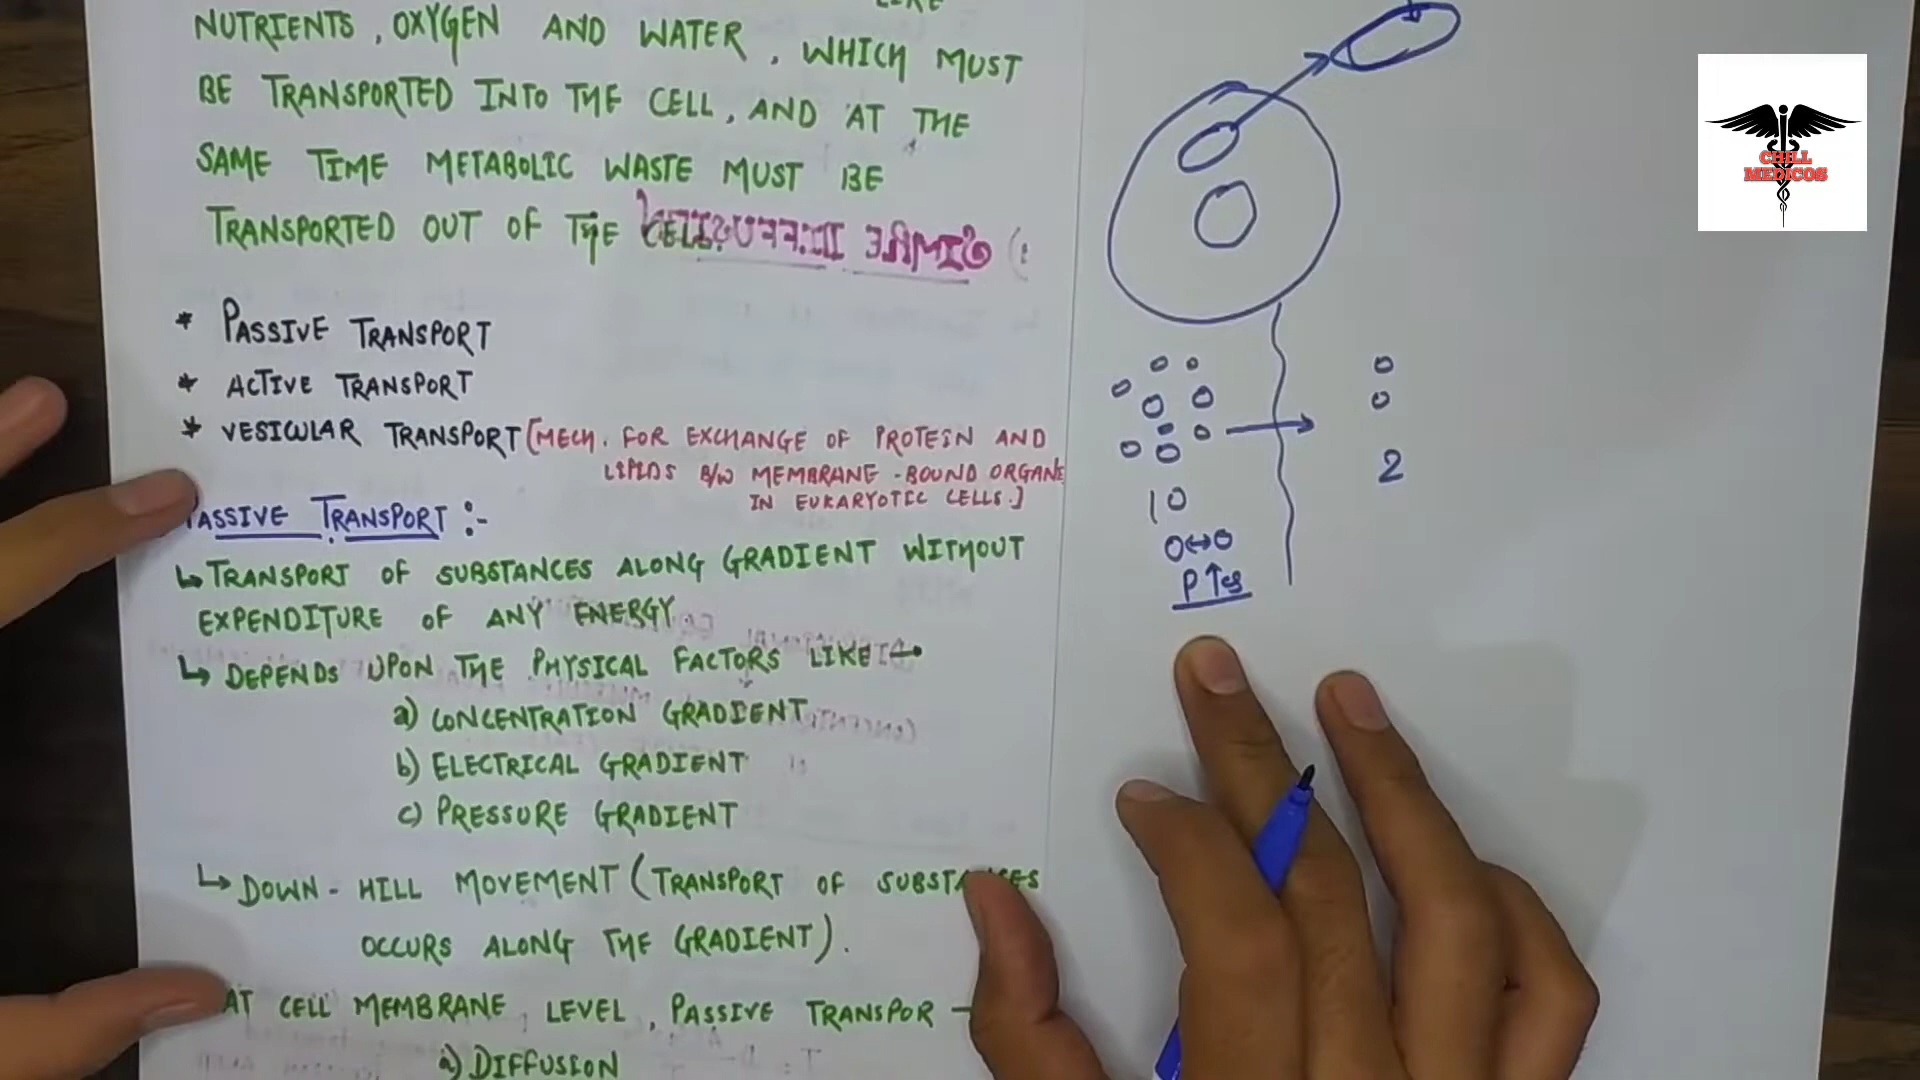 LIKE
NUTRIENTS, OXYGEN AND WATER, WHICH MUST
BE TRANSPORTED INTO THE CELL, AND AT THE
SAME TIME METABOLIC WASTE MUST BE
TRANSPORTED OUT OF THE CELL.
* PASSIVE TRANSPORT
* ACTIVE TRANSPORT
* VESICULAR TRANSPORT [MECH. FOR EXCHANGE OF PROTEIN AND
LIPIDS B/W MEMBRANE-BOUND ORGANE
IN EUKARYOTIC CELLS.]
PASSIVE TRANSPORT :-
↳ TRANSPORT OF SUBSTANCES ALONG GRADIENT WITHOUT
EXPENDITURE OF ANY ENERGY.
↳ DEPENDS UPON THE PHYSICAL FACTORS LIKE →
a) CONCENTRATION GRADIENT
b) ELECTRICAL GRADIENT
c) PRESSURE GRADIENT
↳ DOWN-HILL MOVEMENT (TRANSPORT OF SUBSTANCES
OCCURS ALONG THE GRADIENT).
AT CELL MEMBRANE LEVEL, PASSIVE TRANSPOR
a) DIFFUSION
10
2
CHILL
MEDICOS